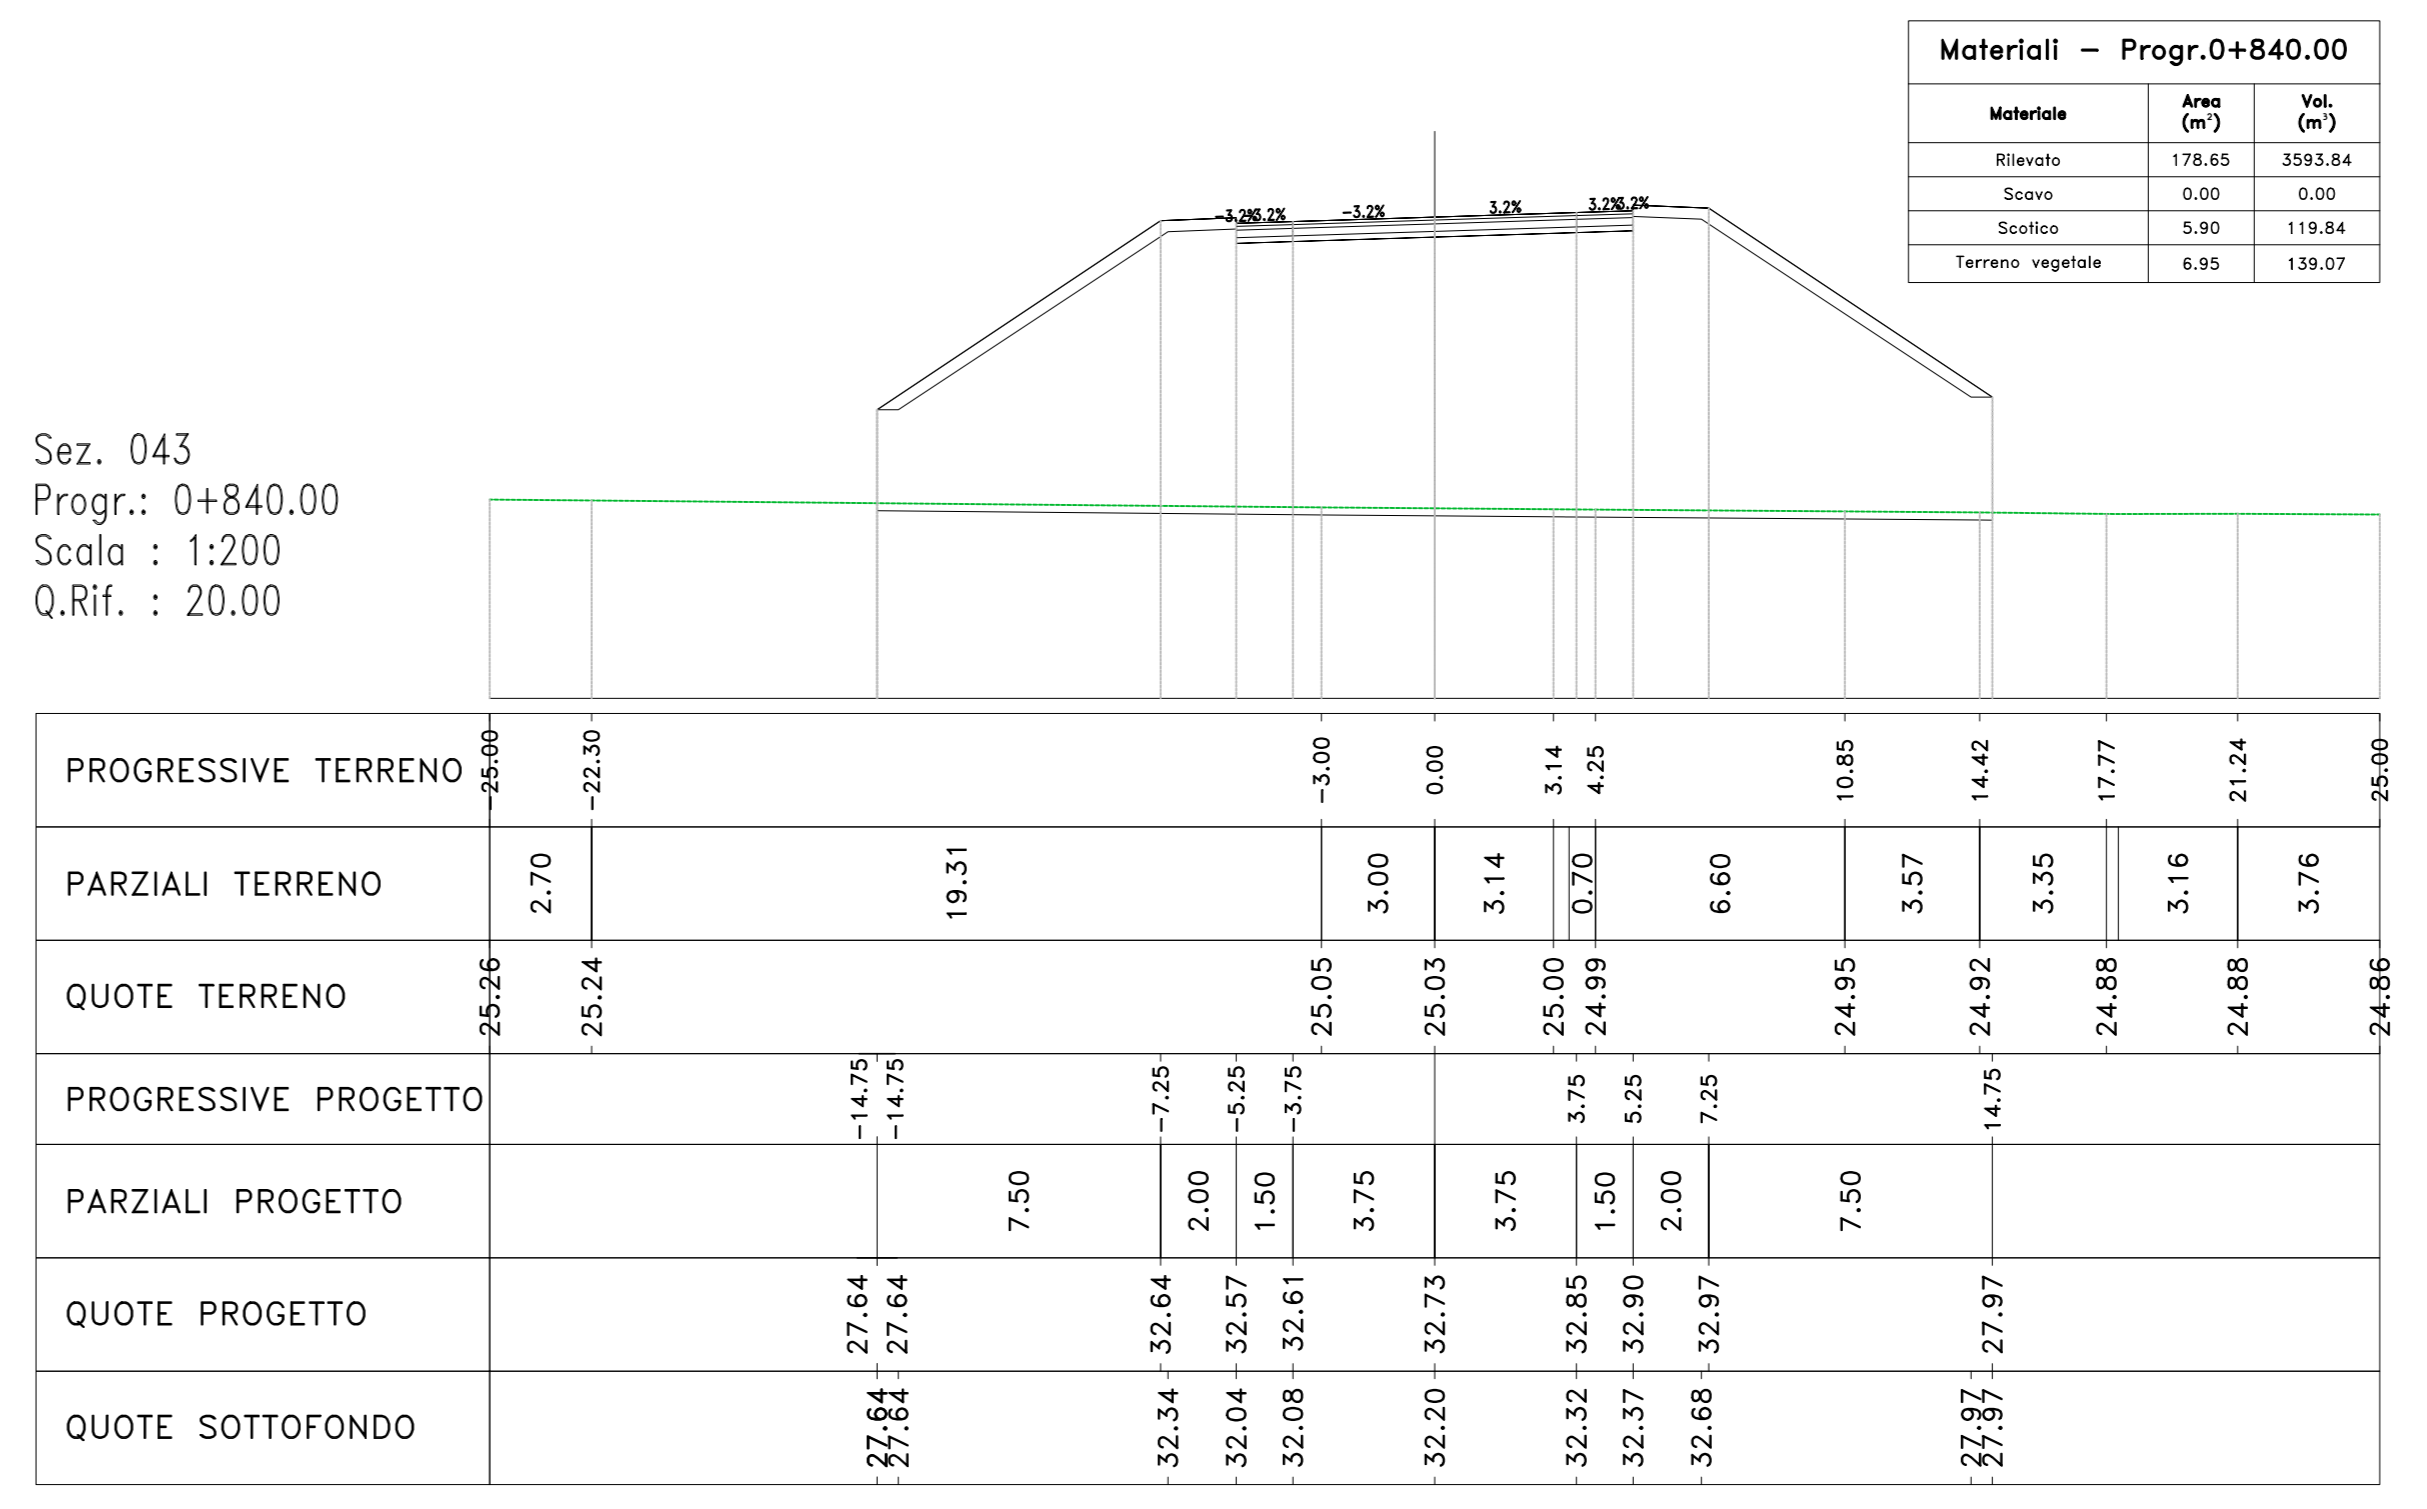 Materiali - Progr.0+840.00
Materiale Area (m²) Vol. (m³)
Rilevato 178.65 3593.84
Scavo 0.00 0.00
Scotico 5.90 119.84
Terreno vegetale 6.95 139.07
-3.2% -3.2% -3.2% 3.2% 3.2% 3.2%
Sez. 043
Progr.: 0+840.00
Scala : 1:200
Q.Rif. : 20.00
PROGRESSIVE TERRENO -25.00 -22.30 -3.00 0.00 3.14 4.25 10.85 14.42 17.77 21.24 25.00
PARZIALI TERRENO 2.70 19.31 3.00 3.14 0.70 6.60 3.57 3.35 3.16 3.76
QUOTE TERRENO 25.26 25.24 25.05 25.03 25.00 24.99 24.95 24.92 24.88 24.88 24.86
PROGRESSIVE PROGETTO -14.75 -14.75 -7.25 -5.25 -3.75 3.75 5.25 7.25 14.75
PARZIALI PROGETTO 7.50 2.00 1.50 3.75 3.75 1.50 2.00 7.50
QUOTE PROGETTO 27.64 27.64 32.64 32.57 32.61 32.73 32.85 32.90 32.97 27.97
QUOTE SOTTOFONDO 27.64 27.64 32.34 32.04 32.08 32.20 32.32 32.37 32.68 27.97 27.97